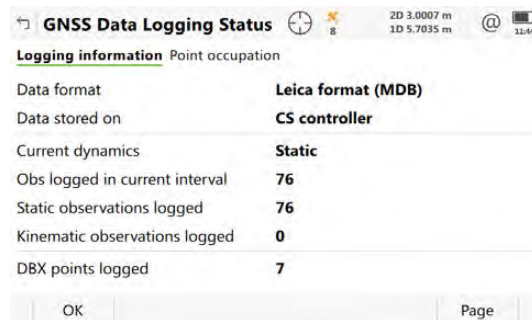 GNSS Data Logging Status 8 2D 3.0007 m @
1D 5.7035 m
Logging information Point occupation
Data format Leica format (MDB)
Data stored on CS controller
Current dynamics Static
Obs logged in current interval 76
Static observations logged 76
Kinematic observations logged 0
DBX points logged 7
OK Page